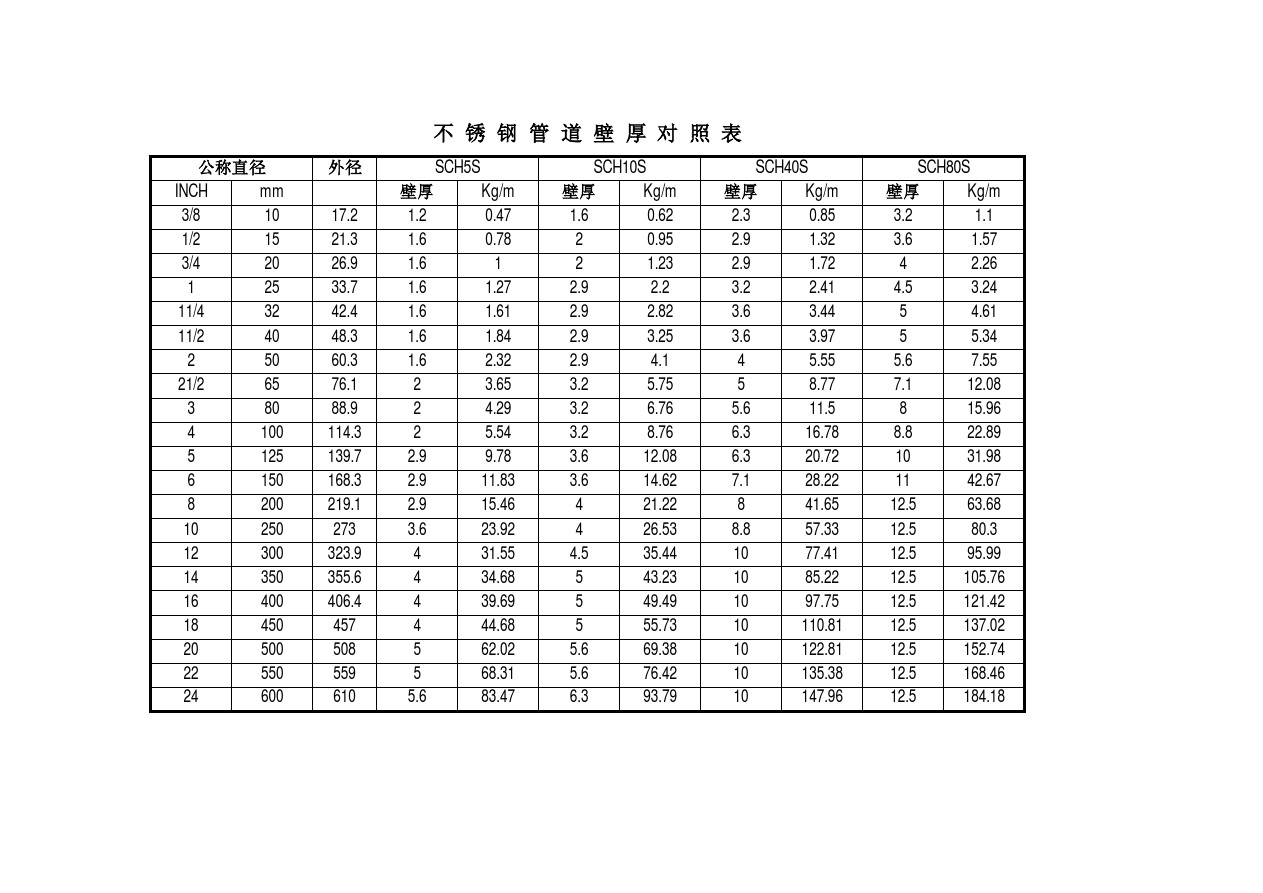 不锈钢管道壁厚对照表
公称直径 外径 SCH5S SCH10S SCH40S SCH80S
INCH mm 壁厚 Kg/m 壁厚 Kg/m 壁厚 Kg/m 壁厚 Kg/m
3/8 10 17.2 1.2 0.47 1.6 0.62 2.3 0.85 3.2 1.1
1/2 15 21.3 1.6 0.78 2 0.95 2.9 1.32 3.6 1.57
3/4 20 26.9 1.6 1 2 1.23 2.9 1.72 4 2.26
1 25 33.7 1.6 1.27 2.9 2.2 3.2 2.41 4.5 3.24
11/4 32 42.4 1.6 1.61 2.9 2.82 3.6 3.44 5 4.61
11/2 40 48.3 1.6 1.84 2.9 3.25 3.6 3.97 5 5.34
2 50 60.3 1.6 2.32 2.9 4.1 4 5.55 5.6 7.55
21/2 65 76.1 2 3.65 3.2 5.75 5 8.77 7.1 12.08
3 80 88.9 2 4.29 3.2 6.76 5.6 11.5 8 15.96
4 100 114.3 2 5.54 3.2 8.76 6.3 16.78 8.8 22.89
5 125 139.7 2.9 9.78 3.6 12.08 6.3 20.72 10 31.98
6 150 168.3 2.9 11.83 3.6 14.62 7.1 28.22 11 42.67
8 200 219.1 2.9 15.46 4 21.22 8 41.65 12.5 63.68
10 250 273 3.6 23.92 4 26.53 8.8 57.33 12.5 80.3
12 300 323.9 4 31.55 4.5 35.44 10 77.41 12.5 95.99
14 350 355.6 4 34.68 5 43.23 10 85.22 12.5 105.76
16 400 406.4 4 39.69 5 49.49 10 97.75 12.5 121.42
18 450 457 4 44.68 5 55.73 10 110.81 12.5 137.02
20 500 508 5 62.02 5.6 69.38 10 122.81 12.5 152.74
22 550 559 5 68.31 5.6 76.42 10 135.38 12.5 168.46
24 600 610 5.6 83.47 6.3 93.79 10 147.96 12.5 184.18